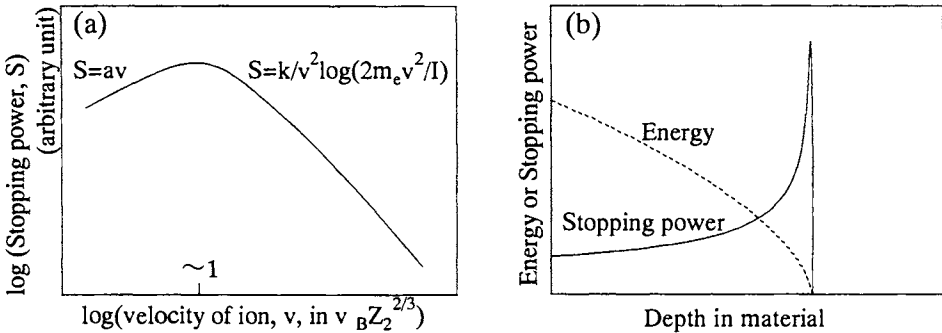 (a)
log (Stopping power, S)
(arbitrary unit)
S=av
S=k/v²log(2mₑv²/I)
~1
log(velocity of ion, v, in v BZ₂^2/3)
(b)
Energy or Stopping power
Energy
Stopping power
Depth in material